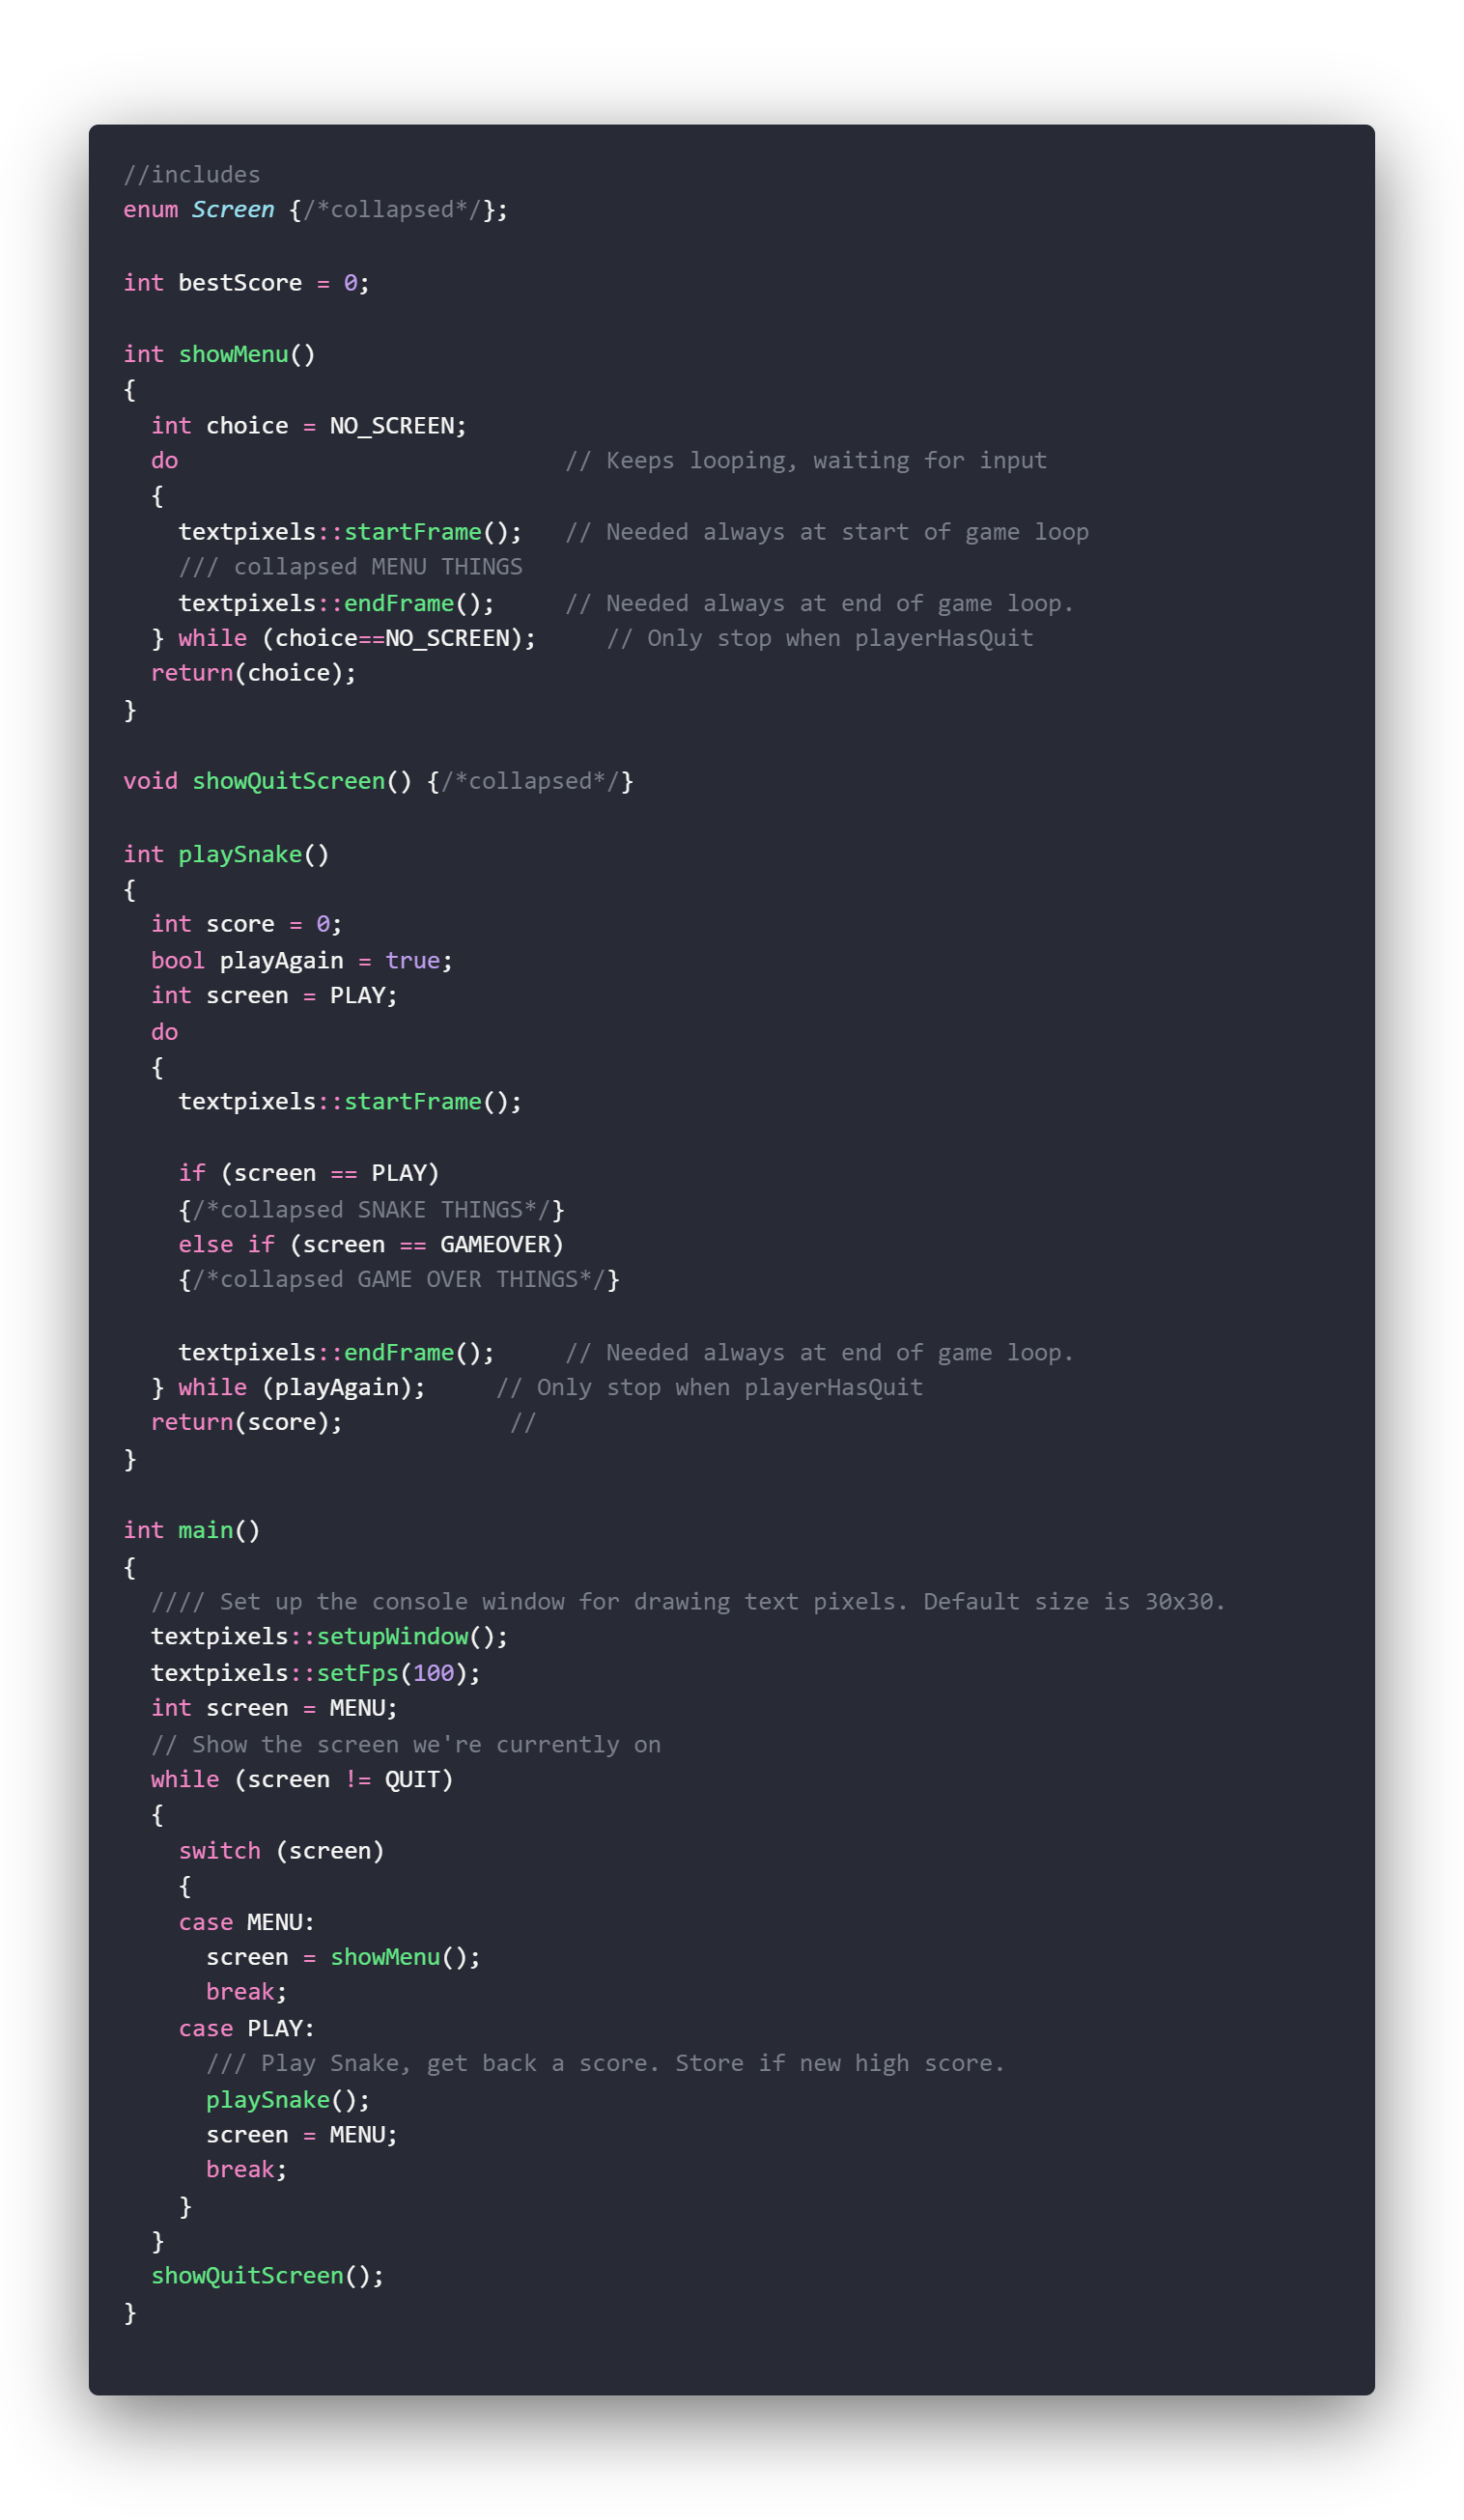 //includes
enum Screen {/*collapsed*/};

int bestScore = 0;

int showMenu()
{
  int choice = NO_SCREEN;
  do                            // Keeps looping, waiting for input
  {
    textpixels::startFrame();   // Needed always at start of game loop
    /// collapsed MENU THINGS
    textpixels::endFrame();     // Needed always at end of game loop.
  } while (choice==NO_SCREEN);     // Only stop when playerHasQuit
  return(choice);
}

void showQuitScreen() {/*collapsed*/}

int playSnake()
{
  int score = 0;
  bool playAgain = true;
  int screen = PLAY;
  do
  {
    textpixels::startFrame();

    if (screen == PLAY)
    {/*collapsed SNAKE THINGS*/}
    else if (screen == GAMEOVER)
    {/*collapsed GAME OVER THINGS*/}

    textpixels::endFrame();     // Needed always at end of game loop.
  } while (playAgain);     // Only stop when playerHasQuit
  return(score);            //
}

int main()
{
  //// Set up the console window for drawing text pixels. Default size is 30x30.
  textpixels::setupWindow();
  textpixels::setFps(100);
  int screen = MENU;
  // Show the screen we're currently on
  while (screen != QUIT)
  {
    switch (screen)
    {
    case MENU:
      screen = showMenu();
      break;
    case PLAY:
      /// Play Snake, get back a score. Store if new high score.
      playSnake();
      screen = MENU;
      break;
    }
  }
  showQuitScreen();
}